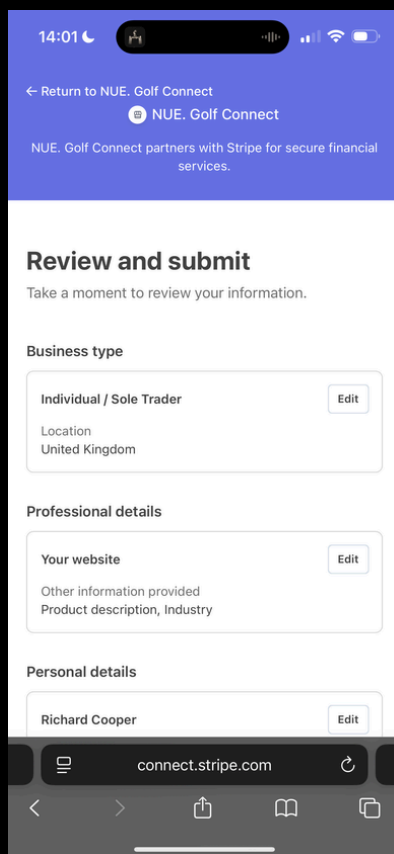 14:01
← Return to NUE. Golf Connect
NUE. Golf Connect
NUE. Golf Connect partners with Stripe for secure financial
services.
Review and submit
Take a moment to review your information.
Business type
Individual / Sole Trader
Edit
Location
United Kingdom
Professional details
Your website
Edit
Other information provided
Product description, Industry
Personal details
Richard Cooper
Edit
connect.stripe.com